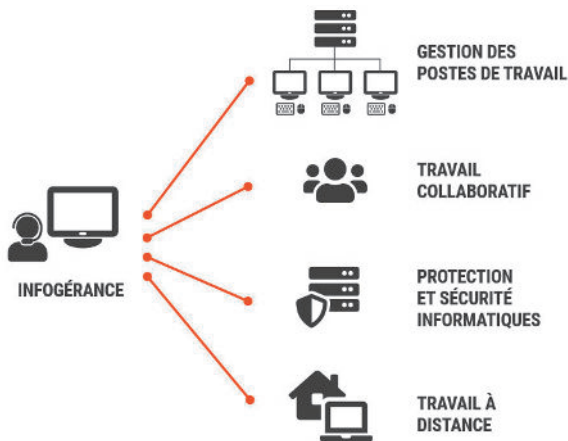 GESTION DES
POSTES DE TRAVAIL
TRAVAIL
COLLABORATIF
INFOGÉRANCE
PROTECTION
ET SÉCURITÉ
INFORMATIQUES
TRAVAIL À
DISTANCE